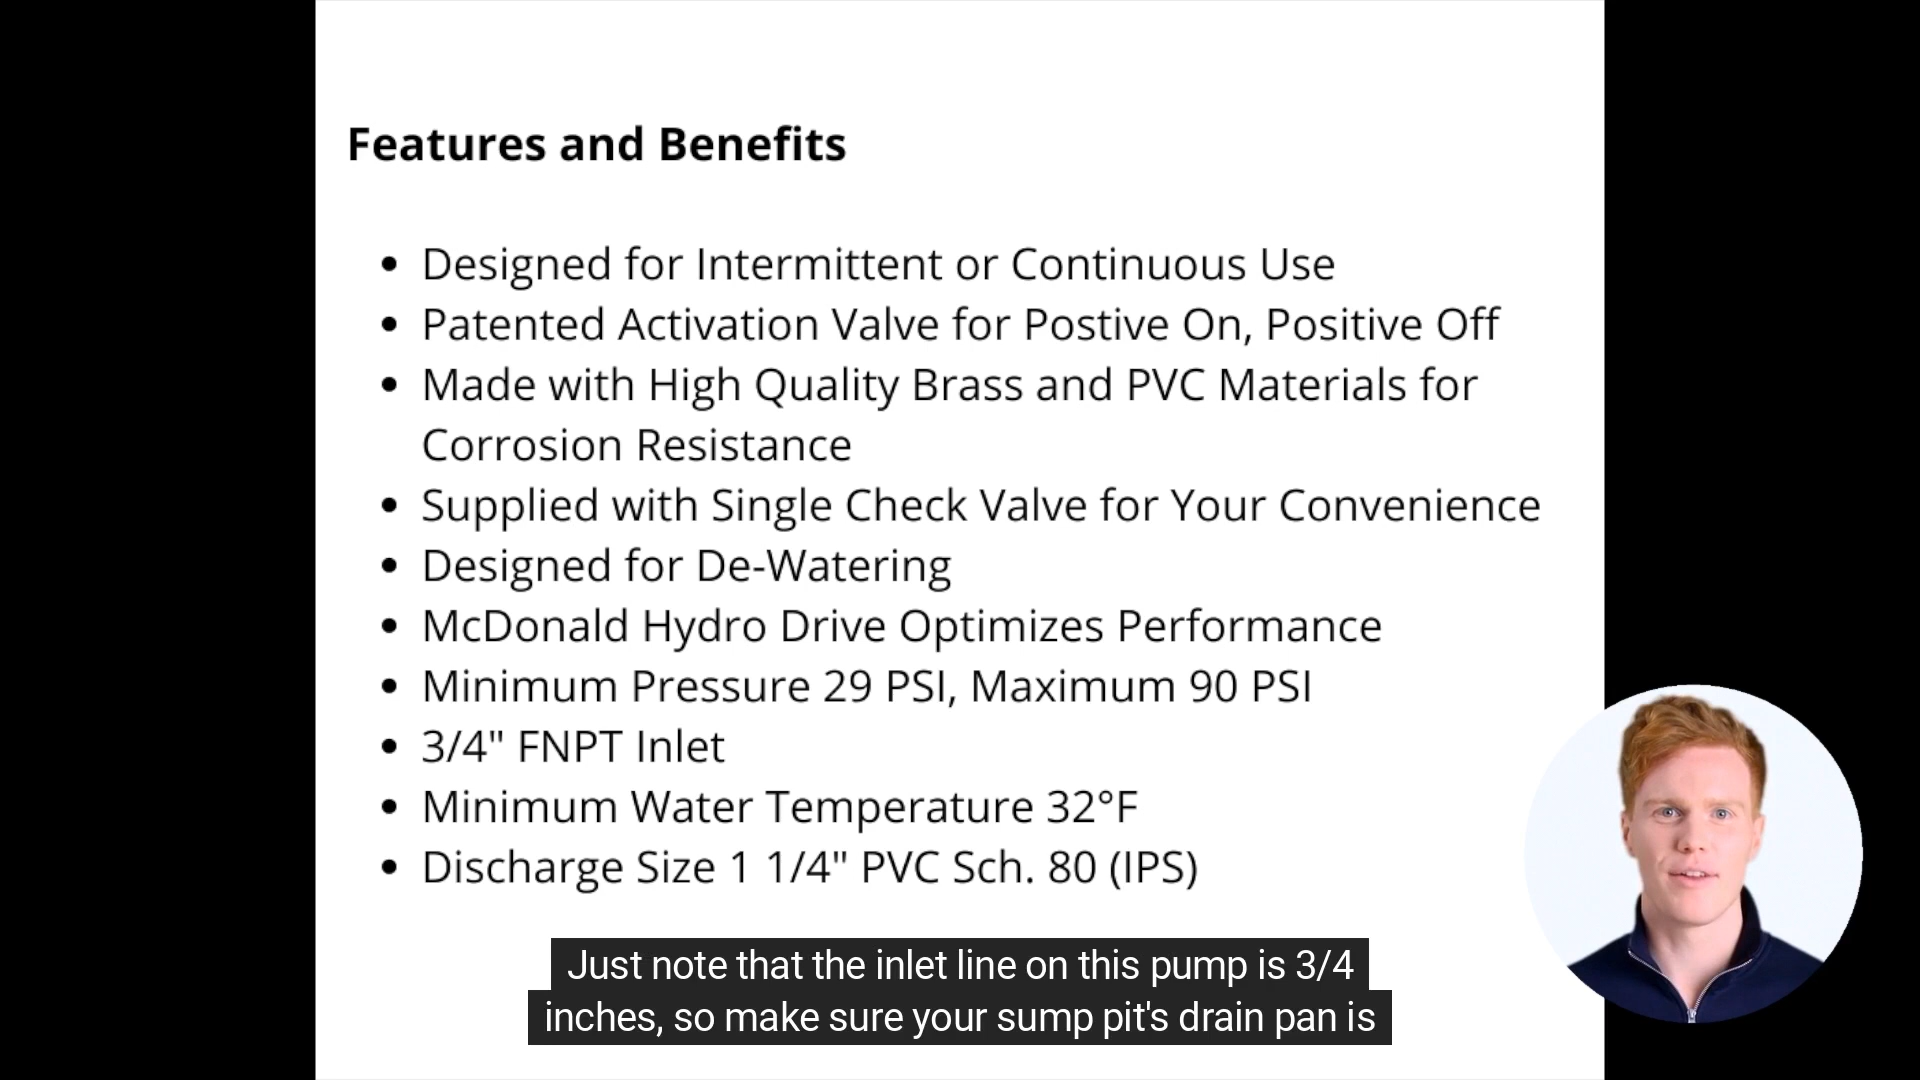 Features and Benefits
Designed for Intermittent or Continuous Use
Patented Activation Valve for Postive On, Positive Off
Made with High Quality Brass and PVC Materials for
Corrosion Resistance
Supplied with Single Check Valve for Your Convenience
Designed for De-Watering
McDonald Hydro Drive Optimizes Performance
Minimum Pressure 29 PSI, Maximum 90 PSI
3/4" FNPT Inlet
Minimum Water Temperature 32°F
Discharge Size 1 1/4" PVC Sch. 80 (IPS)
Just note that the inlet line on this pump is 3/4
inches, so make sure your sump pit's drain pan is